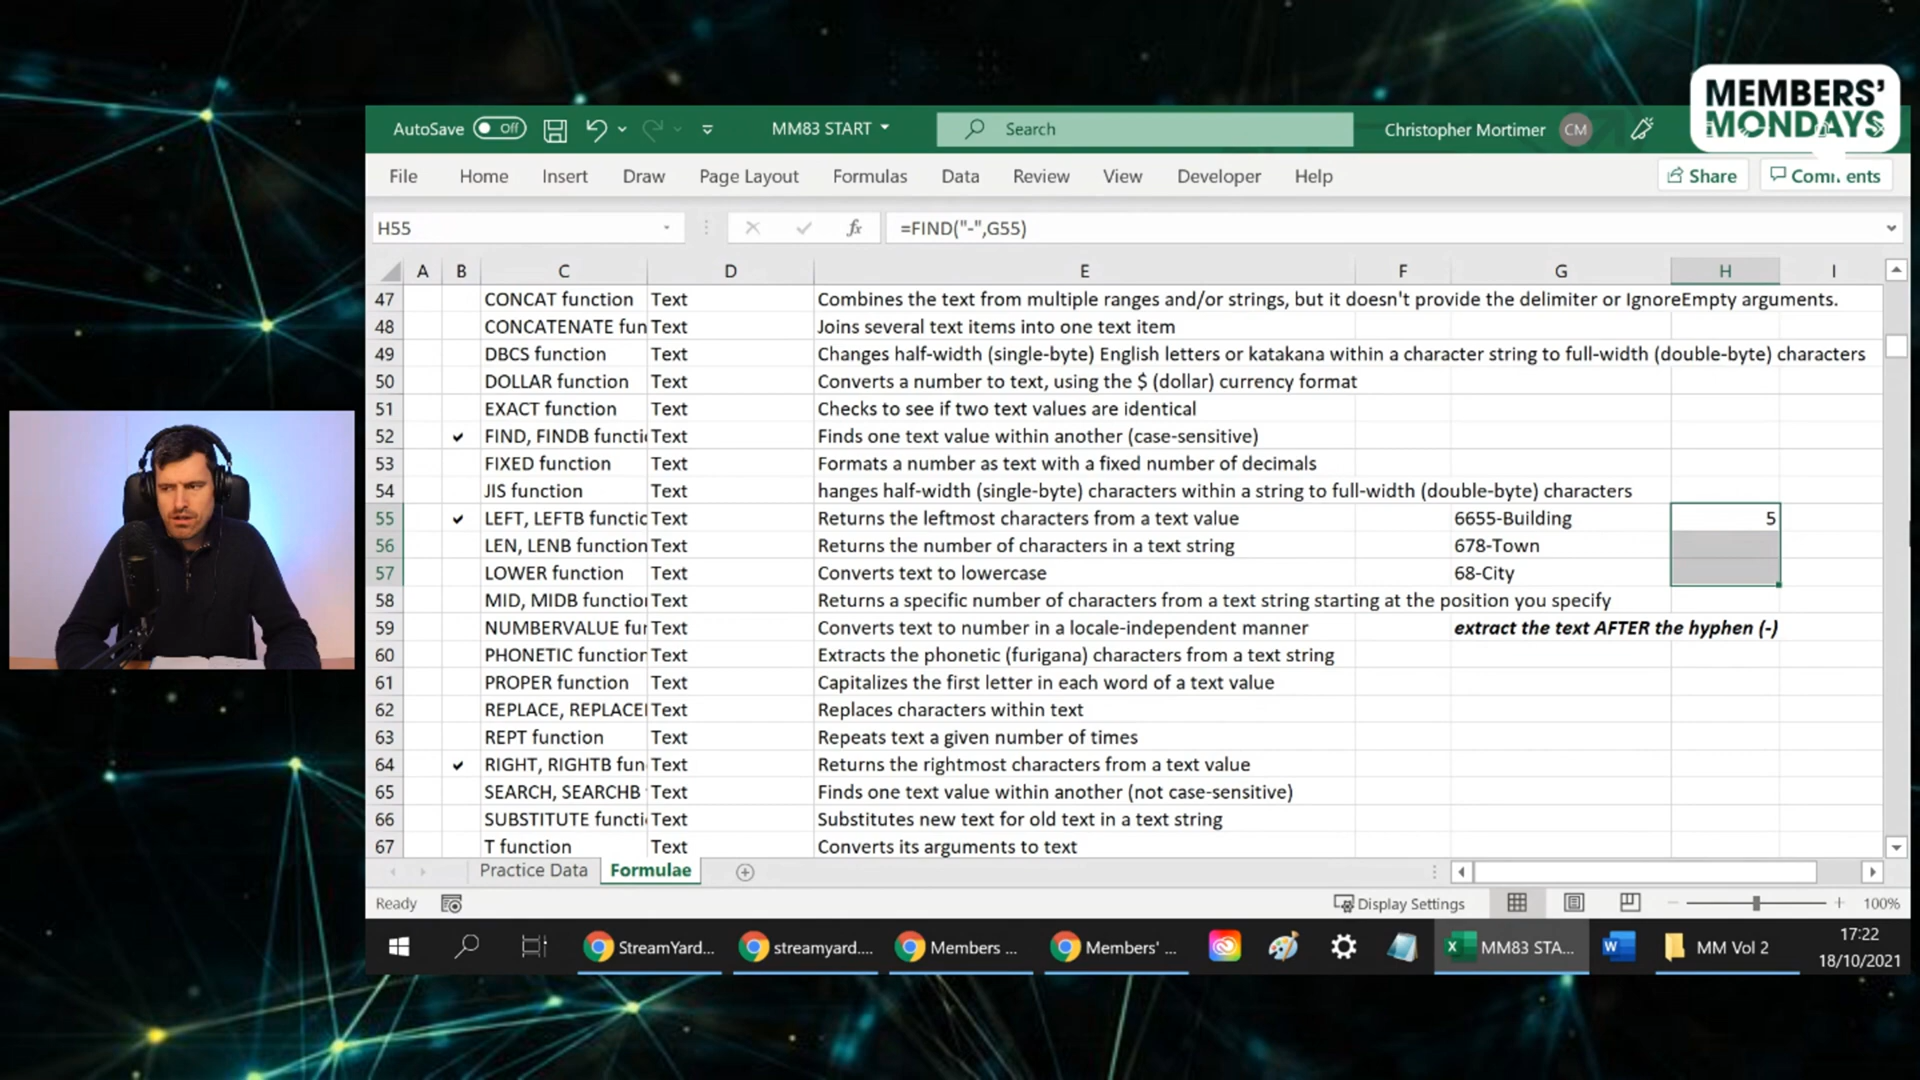 MEMBERS'
MONDAYS
AutoSave Off MM83 START Search Christopher Mortimer CM
File Home Insert Draw Page Layout Formulas Data Review View Developer Help Share
H55 fx =FIND("-",G55)
A B C D E F G H I
47 CONCAT function Text Combines the text from multiple ranges and/or strings, but it doesn't provide the delimiter or IgnoreEmpty arguments.
48 CONCATENATE fun Text Joins several text items into one text item
49 DBCS function Text Changes half-width (single-byte) English letters or katakana within a character string to full-width (double-byte) characters
50 DOLLAR function Text Converts a number to text, using the $ (dollar) currency format
51 EXACT function Text Checks to see if two text values are identical
52 ✔ FIND, FINDB functi Text Finds one text value within another (case-sensitive)
53 FIXED function Text Formats a number as text with a fixed number of decimals
54 JIS function Text hanges half-width (single-byte) characters within a string to full-width (double-byte) characters
55 ✔ LEFT, LEFTB functic Text Returns the leftmost characters from a text value 6655-Building 5
56 LEN, LENB function Text Returns the number of characters in a text string 678-Town
57 LOWER function Text Converts text to lowercase 68-City
58 MID, MIDB functio Text Returns a specific number of characters from a text string starting at the position you specify
59 NUMBERVALUE fu Text Converts text to number in a locale-independent manner extract the text AFTER the hyphen (-)
60 PHONETIC function Text Extracts the phonetic (furigana) characters from a text string
61 PROPER function Text Capitalizes the first letter in each word of a text value
62 REPLACE, REPLACE Text Replaces characters within text
63 REPT function Text Repeats text a given number of times
64 ✔ RIGHT, RIGHTB fun Text Returns the rightmost characters from a text value
65 SEARCH, SEARCHB Text Finds one text value within another (not case-sensitive)
66 SUBSTITUTE functi Text Substitutes new text for old text in a text string
67 T function Text Converts its arguments to text
Practice Data Formulae
Ready Display Settings 100%
StreamYard... streamyard.... Members ... Members' ... MM83 STA... MM Vol 2 17:22
18/10/2021